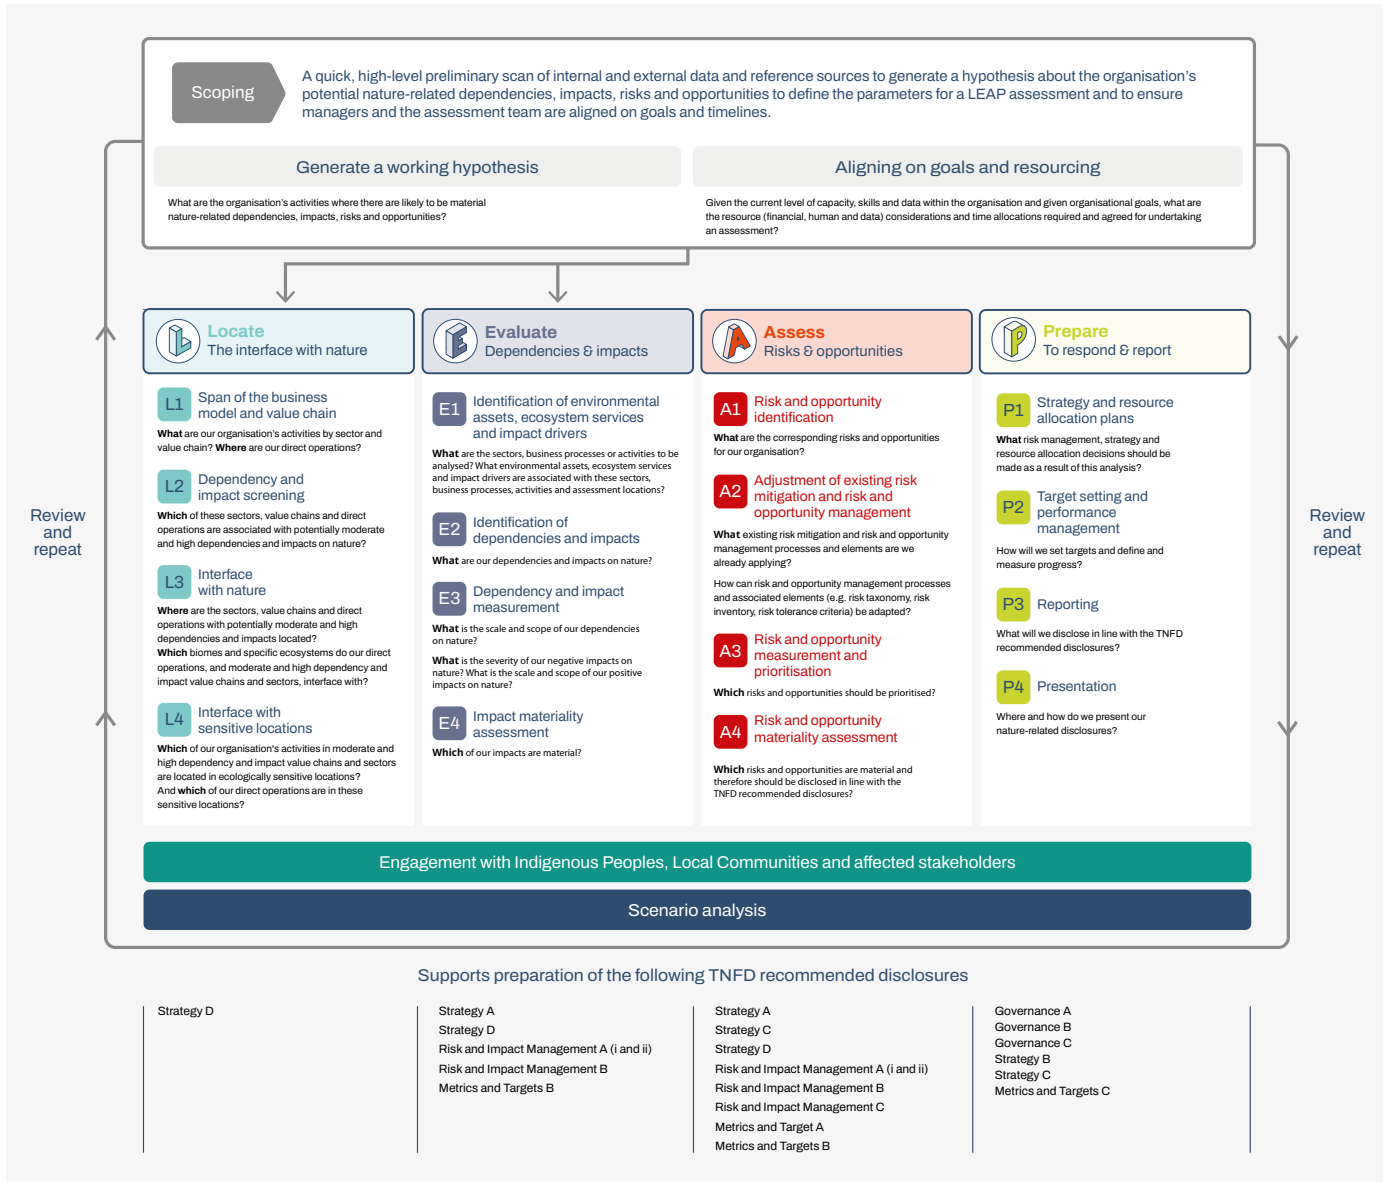 Scoping
A quick, high-level preliminary scan of internal and external data and reference sources to generate a hypothesis about the organisation's
potential nature-related dependencies, impacts, risks and opportunities to define the parameters for a LEAP assessment and to ensure
managers and the assessment team are aligned on goals and timelines.
Generate a working hypothesis
What are the organisation's activities where there are likely to be material
nature-related dependencies, impacts, risks and opportunities?
Aligning on goals and resourcing
Given the current level of capacity, skills and data within the organisation and given organisational goals, what are
the resource (financial, human and data) considerations and time allocations required and agreed for undertaking
an assessment?
Review
and
repeat
L
Locate
The interface with nature
L1
Span of the business
model and value chain
What are our organisation's activities by sector and
value chain? Where are our direct operations?
L2
Dependency and
impact screening
Which of these sectors, value chains and direct
operations are associated with potentially moderate
and high dependencies and impacts on nature?
L3
Interface
with nature
Where are the sectors, value chains and direct
operations with potentially moderate and high
dependencies and impacts located?
Which biomes and specific ecosystems do our direct
operations, and moderate and high dependency and
impact value chains and sectors, interface with?
L4
Interface with
sensitive locations
Which of our organisation's activities in moderate and
high dependency and impact value chains and sectors
are located in ecologically sensitive locations?
And which of our direct operations are in these
sensitive locations?
E
Evaluate
Dependencies & impacts
E1
Identification of environmental
assets, ecosystem services
and impact drivers
What are the sectors, business processes or activities to be
analysed? What environmental assets, ecosystem services
and impact drivers are associated with these sectors,
business processes, activities and assessment locations?
E2
Identification of
dependencies and impacts
What are our dependencies and impacts on nature?
E3
Dependency and impact
measurement
What is the scale and scope of our dependencies
on nature?
What is the severity of our negative impacts on
nature? What is the scale and scope of our positive
impacts on nature?
E4
Impact materiality
assessment
Which of our impacts are material?
A
Assess
Risks & opportunities
A1
Risk and opportunity
identification
What are the corresponding risks and opportunities
for our organisation?
A2
Adjustment of existing risk
mitigation and risk and
opportunity management
What existing risk mitigation and risk and opportunity
management processes and elements are we
already applying?
How can risk and opportunity management processes
and associated elements (e.g. risk taxonomy, risk
inventory, risk tolerance criteria) be adapted?
A3
Risk and opportunity
measurement and
prioritisation
Which risks and opportunities should be prioritised?
A4
Risk and opportunity
materiality assessment
Which risks and opportunities are material and
therefore should be disclosed in line with the
TNFD recommended disclosures?
P
Prepare
To respond & report
P1
Strategy and resource
allocation plans
What risk management, strategy and
resource allocation decisions should be
made as a result of this analysis?
P2
Target setting and
performance
management
How will we set targets and define and
measure progress?
P3
Reporting
What will we disclose in line with the TNFD
recommended disclosures?
P4
Presentation
Where and how do we present our
nature-related disclosures?
Review
and
repeat
Engagement with Indigenous Peoples, Local Communities and affected stakeholders
Scenario analysis
Supports preparation of the following TNFD recommended disclosures
Strategy D
Strategy A
Strategy D
Risk and Impact Management A (i and ii)
Risk and Impact Management B
Metrics and Targets B
Strategy A
Strategy C
Strategy D
Risk and Impact Management A (i and ii)
Risk and Impact Management B
Risk and Impact Management C
Metrics and Target A
Metrics and Targets B
Governance A
Governance B
Governance C
Strategy B
Strategy C
Metrics and Targets C